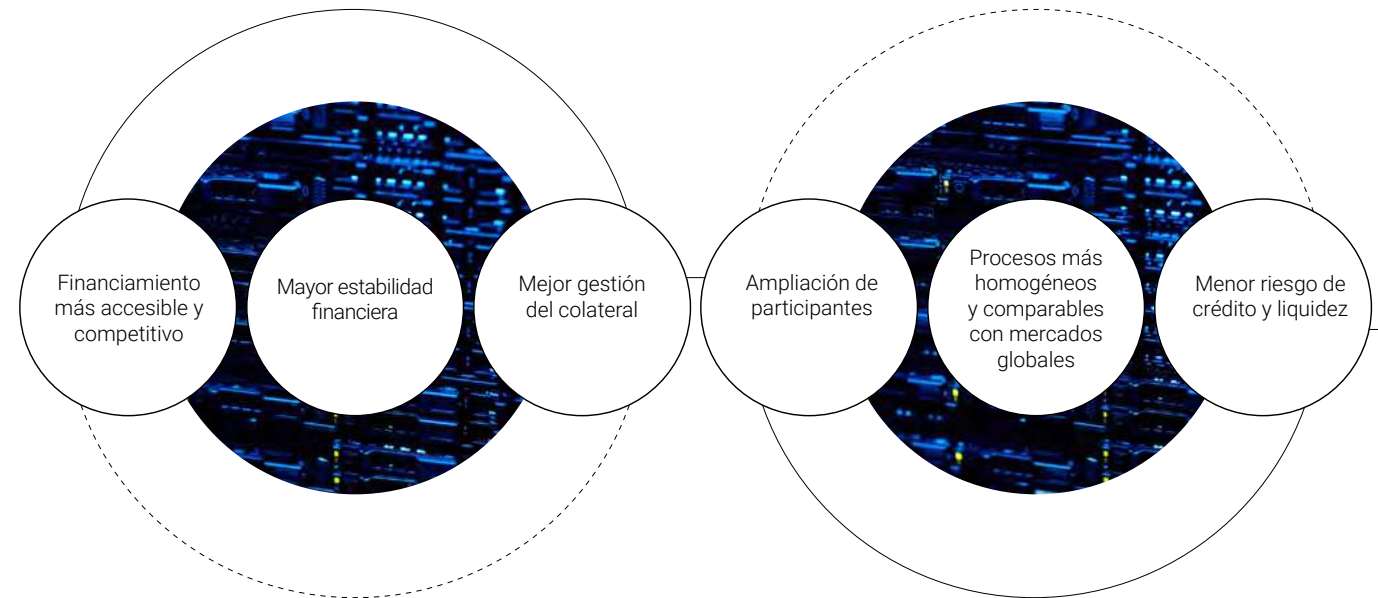 Financiamiento
más accesible y
competitivo
Mayor estabilidad
financiera
Mejor gestión
del colateral
Ampliación de
participantes
Procesos más
homogéneos
y comparables
con mercados
globales
Menor riesgo de
crédito y liquidez